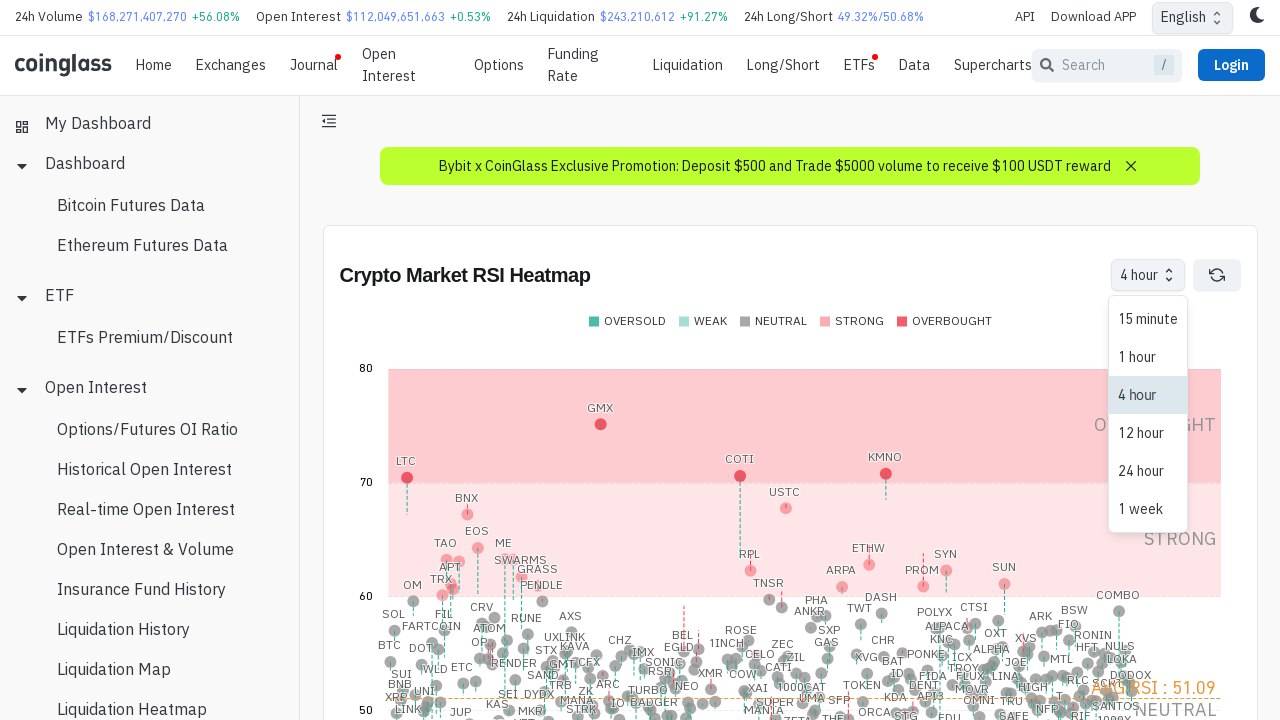 24h Volume $168,271,407,270 +56.08% Open Interest $112,049,651,663 +0.53% 24h Liquidation $243,210,612 +91.27% 24h Long/Short 49.32%/50.68% API Download APP English
coinglass Home Exchanges Journal Open Interest Options Funding Rate Liquidation Long/Short ETFs Data Supercharts Search / Login
My Dashboard
Dashboard
Bitcoin Futures Data
Ethereum Futures Data
ETF
ETFs Premium/Discount
Open Interest
Options/Futures OI Ratio
Historical Open Interest
Real-time Open Interest
Open Interest & Volume
Insurance Fund History
Liquidation History
Liquidation Map
Liquidation Heatmap
Bybit x CoinGlass Exclusive Promotion: Deposit $500 and Trade $5000 volume to receive $100 USDT reward
Crypto Market RSI Heatmap
4 hour
15 minute
1 hour
4 hour
12 hour
24 hour
1 week
OVERSOLD WEAK NEUTRAL STRONG OVERBOUGHT
80
GMX
LTC COTI KMNO
70
BNX USTC
STRONG
EOS
TAO ME RPL ETHW SYN
SWARMS
APT GRASS ARPA PROM SUN
TRX PENDLE TNSR
60
OM DASH COMBO
SOL FIL CRV RUNE AXS PHA ANKR TWT POLYX CTSI ARK BSW
FARTCOIN ATOM ROSE SXP ALPACA OXT FIO RONIN
BTC DOT OP STX UXLINK KAVA CHZ IMX BEL EGLD 1INCH ZEC GAS CHR KNC ALPHA XVS HFT NULS
SUI WLD ETC RENDER GMT CFX SONIC CELO ZIL XVG BAT PONKE ICX JOE MTL LOKA
BNB UNI SAND TRB ARC TURBO RSR NEO XMR COW CATI TOKEN ID FIDA TROY FLUX LINA HIGH RLC DODOX
XRP SEI DYDX ZK XAI 1000CAT DENT MOVR AVG RSI : 51.09
LINK KAS MANA IO BADGER SUPER UMA SFP KDA API3 OMNI TRU T SANTOS
50 JUP MKR STRK MANIA ORCA STG SAFE NFP NEUTRAL